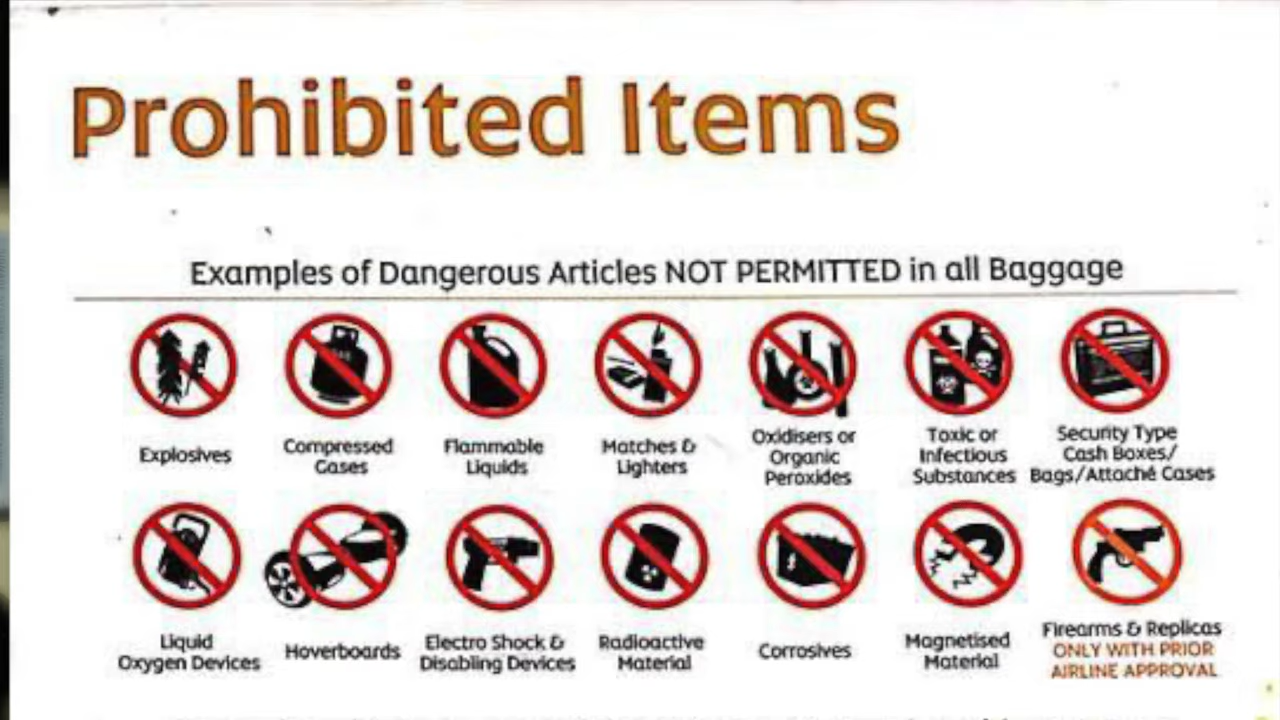 Prohibited Items
Examples of Dangerous Articles NOT PERMITTED in all Baggage
Explosives
Compressed
Gases
Flammable
Liquids
Matches &
Lighters
Oxidisers or
Organic
Peroxides
Toxic or
Infectious
Substances
Security Type
Cash Boxes/
Bags/Attaché Cases
Liquid
Oxygen Devices
Hoverboards
Electro Shock &
Disabling Devices
Radioactive
Material
Corrosives
Magnetised
Material
Firearms & Replicas
ONLY WITH PRIOR
AIRLINE APPROVAL